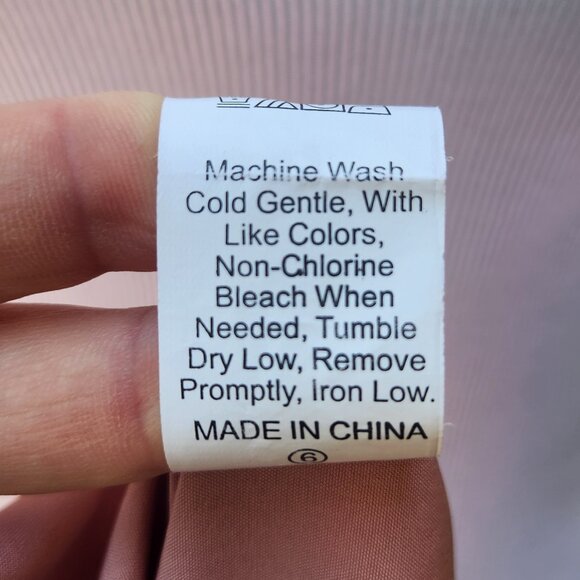 Machine Wash
Cold Gentle, With
Like Colors,
Non-Chlorine
Bleach When
Needed, Tumble
Dry Low, Remove
Promptly, Iron Low.
MADE IN CHINA
6